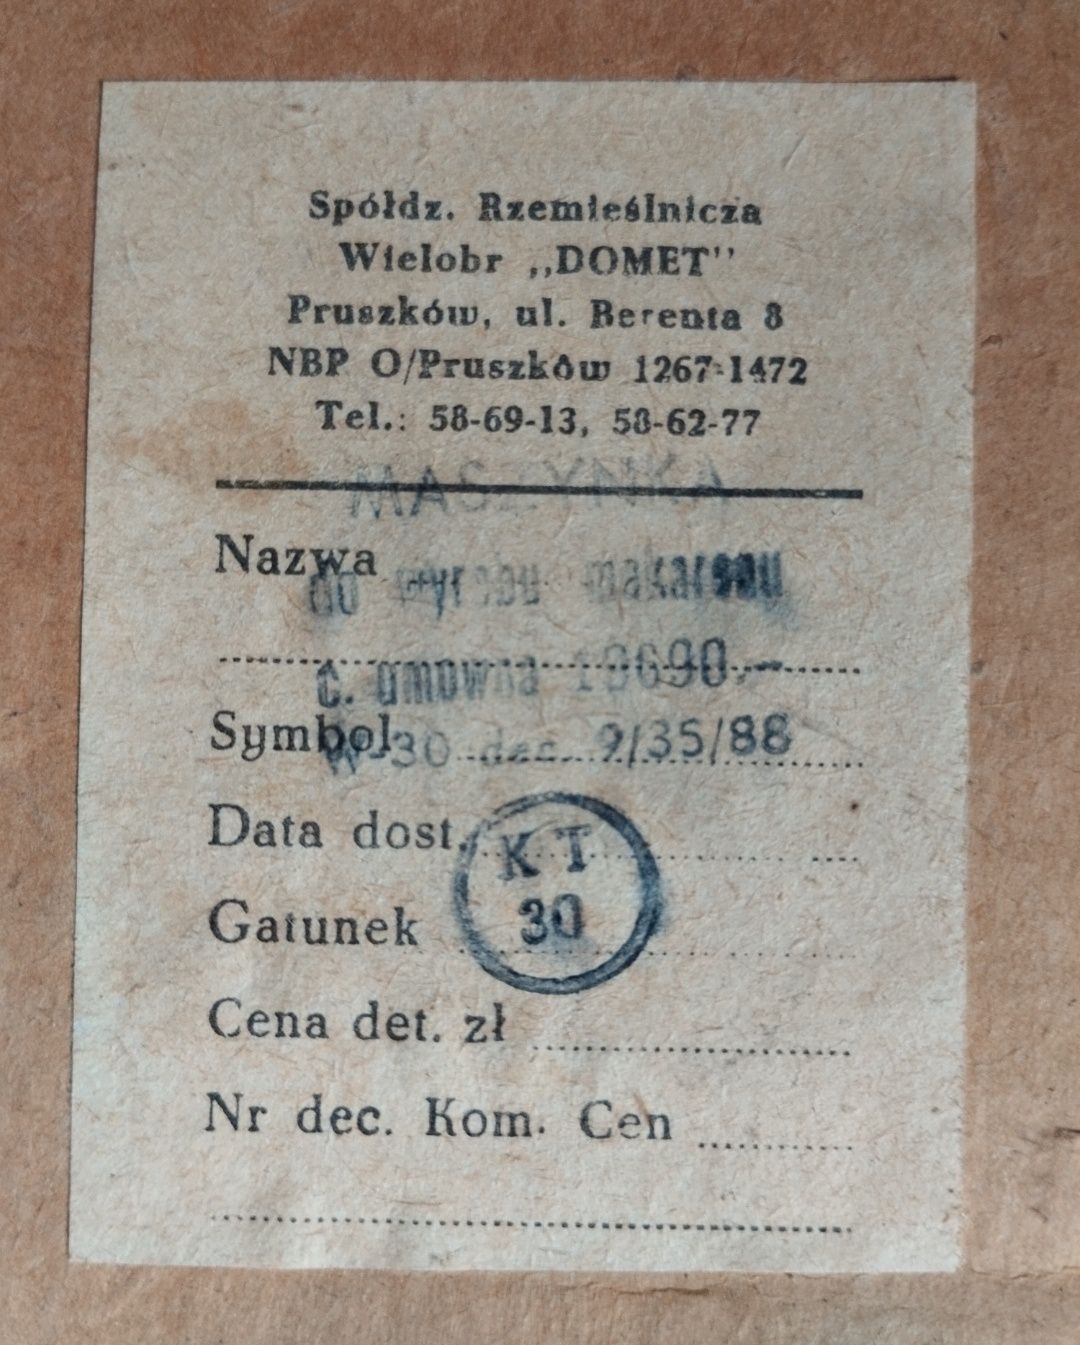 Spółdz. Rzemieślnicza
Wielobr „DOMET”
Pruszków, ul. Berenta 8
NBP O/Pruszków 1267-1472
Tel.: 58-69-13, 58-62-77
MASZYNKA
Nazwa
do wyrobu makaronu
c. umowna
Symbol
30 dec. 9/35/88
Data dost.
KT
30
Gatunek
Cena det. zł
Nr dec. Kom. Cen